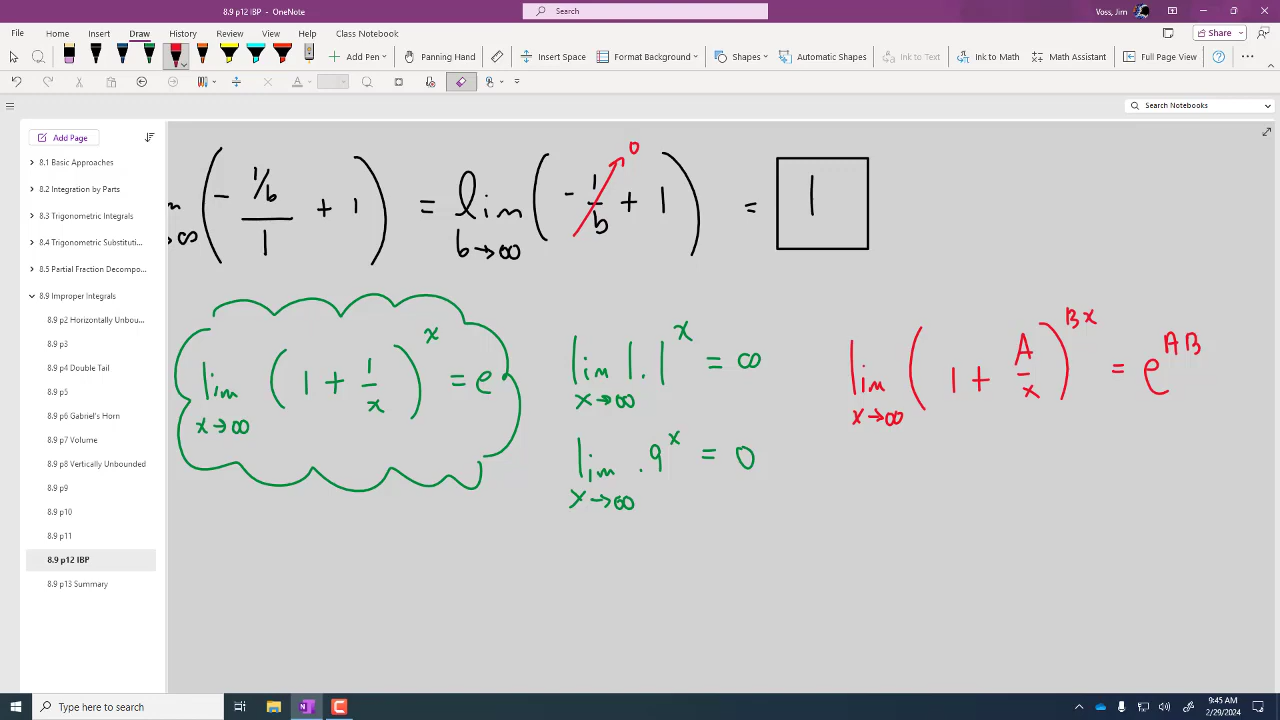 8.9 p12 IBP - OneNote
Search
Voss, Jim
File Home Insert Draw History Review View Help Class Notebook
Share
Add Pen
Panning Hand
Insert Space
Format Background
Shapes
Automatic Shapes
Ink to Text
Ink to Math
Math Assistant
Full Page View
Search Notebooks
Add Page
8.1 Basic Approaches
8.2 Integration by Parts
8.3 Trigonometric Integrals
8.4 Trigonometric Substituti...
8.5 Partial Fraction Decompo...
8.9 Improper Integrals
8.9 p2 Horizontally Unbou...
8.9 p3
8.9 p4 Double Tail
8.9 p5
8.9 p6 Gabriel's Horn
8.9 p7 Volume
8.9 p8 Vertically Unbounded
8.9 p9
8.9 p10
8.9 p11
8.9 p12 IBP
8.9 p13 Summary
(- (1/b)/1 + 1) = lim b→∞ (- 1/b + 1) = 1
0
lim x→∞ (1 + 1/x)^x = e
lim x→∞ 1.1^x = ∞
lim x→∞ .9^x = 0
lim x→∞ (1 + A/x)^Bx = e^AB
Type here to search
9:45 AM
2/29/2024